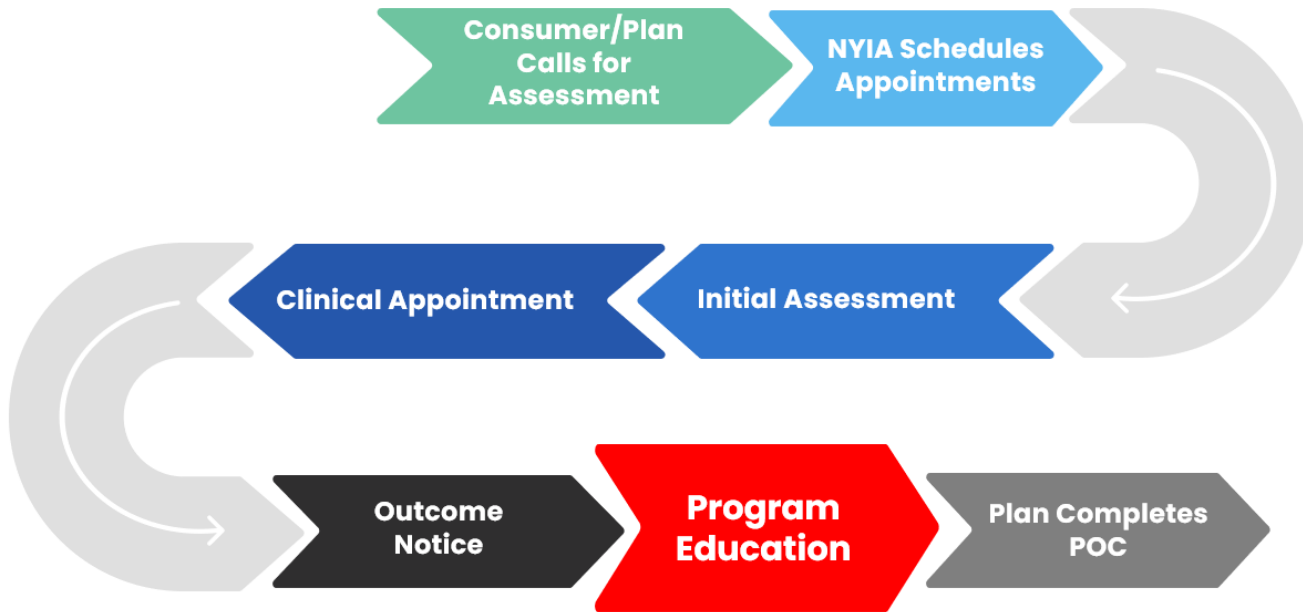 Consumer/Plan
Calls for
Assessment
NYIA Schedules
Appointments
Initial Assessment
Clinical Appointment
Outcome
Notice
Program
Education
Plan Completes
POC